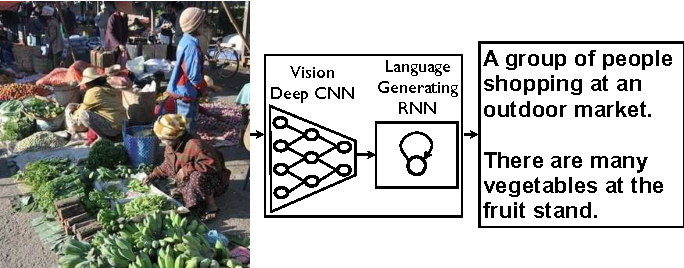 Vision
Deep CNN
Language
Generating
RNN
A group of people
shopping at an
outdoor market.
There are many
vegetables at the
fruit stand.